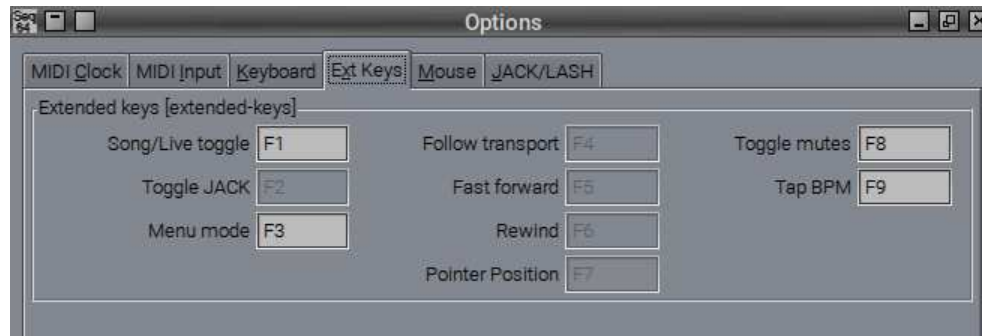 Seq 64
Options
MIDI Clock MIDI Input Keyboard Ext Keys Mouse JACK/LASH
Extended keys [extended-keys]
Song/Live toggle F1 Follow transport F4 Toggle mutes F8
Toggle JACK F2 Fast forward F5 Tap BPM F9
Menu mode F3 Rewind F6
Pointer Position F7